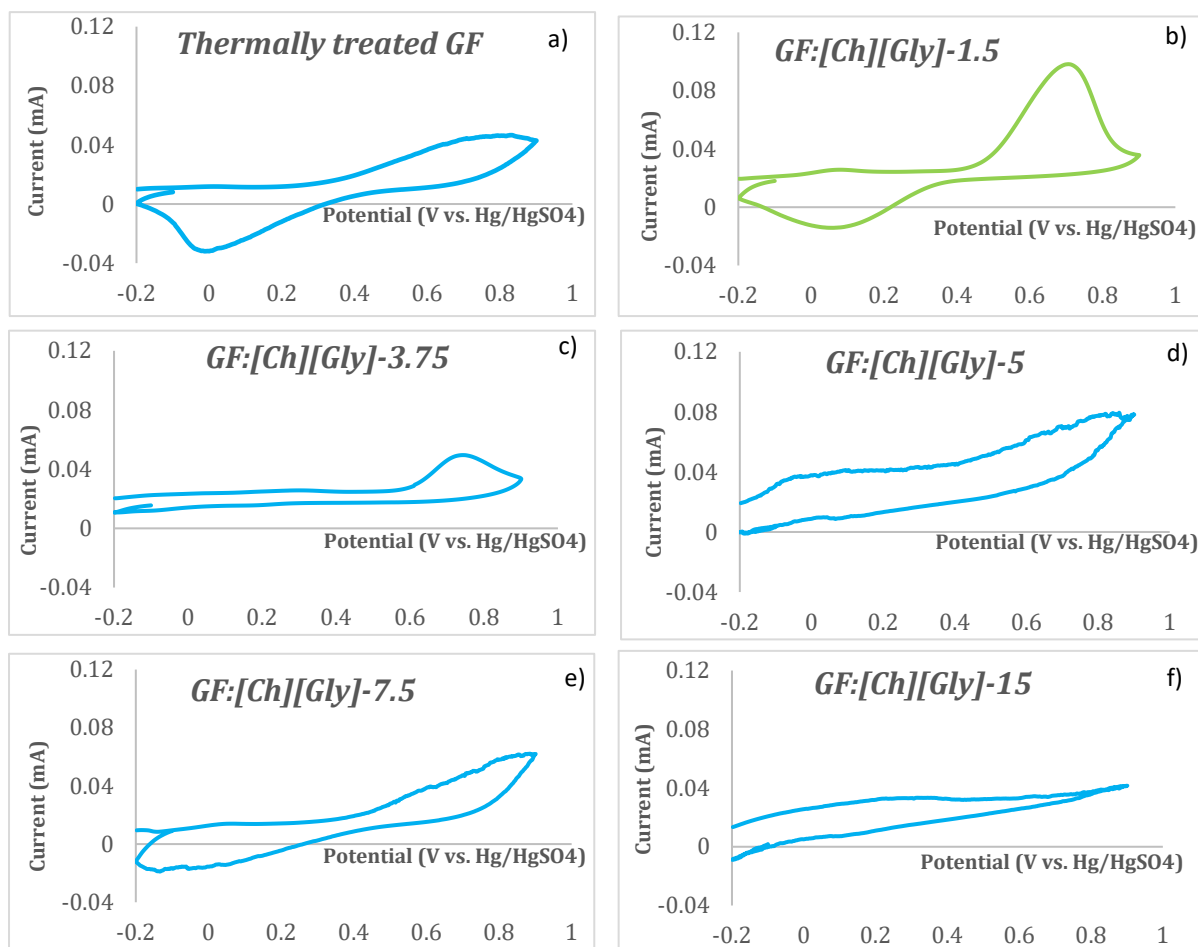 Thermally treated GF
a)
0.12
0.08
0.04
0
-0.04
Current (mA)
Potential (V vs. Hg/HgSO4)
-0.2 0 0.2 0.4 0.6 0.8 1
GF:[Ch][Gly]-1.5
b)
0.12
0.08
0.04
0
-0.04
Current (mA)
Potential (V vs. Hg/HgSO4)
-0.2 0 0.2 0.4 0.6 0.8 1
GF:[Ch][Gly]-3.75
c)
0.12
0.08
0.04
0
-0.04
Current (mA)
Potential (V vs. Hg/HgSO4)
-0.2 0 0.2 0.4 0.6 0.8 1
GF:[Ch][Gly]-5
d)
0.12
0.08
0.04
0
-0.04
Current (mA)
Potential (V vs. Hg/HgSO4)
-0.2 0 0.2 0.4 0.6 0.8 1
GF:[Ch][Gly]-7.5
e)
0.12
0.08
0.04
0
-0.04
Current (mA)
Potential (V vs. Hg/HgSO4)
-0.2 0 0.2 0.4 0.6 0.8 1
GF:[Ch][Gly]-15
f)
0.12
0.08
0.04
0
-0.04
Current (mA)
Potential (V vs. Hg/HgSO4)
-0.2 0 0.2 0.4 0.6 0.8 1